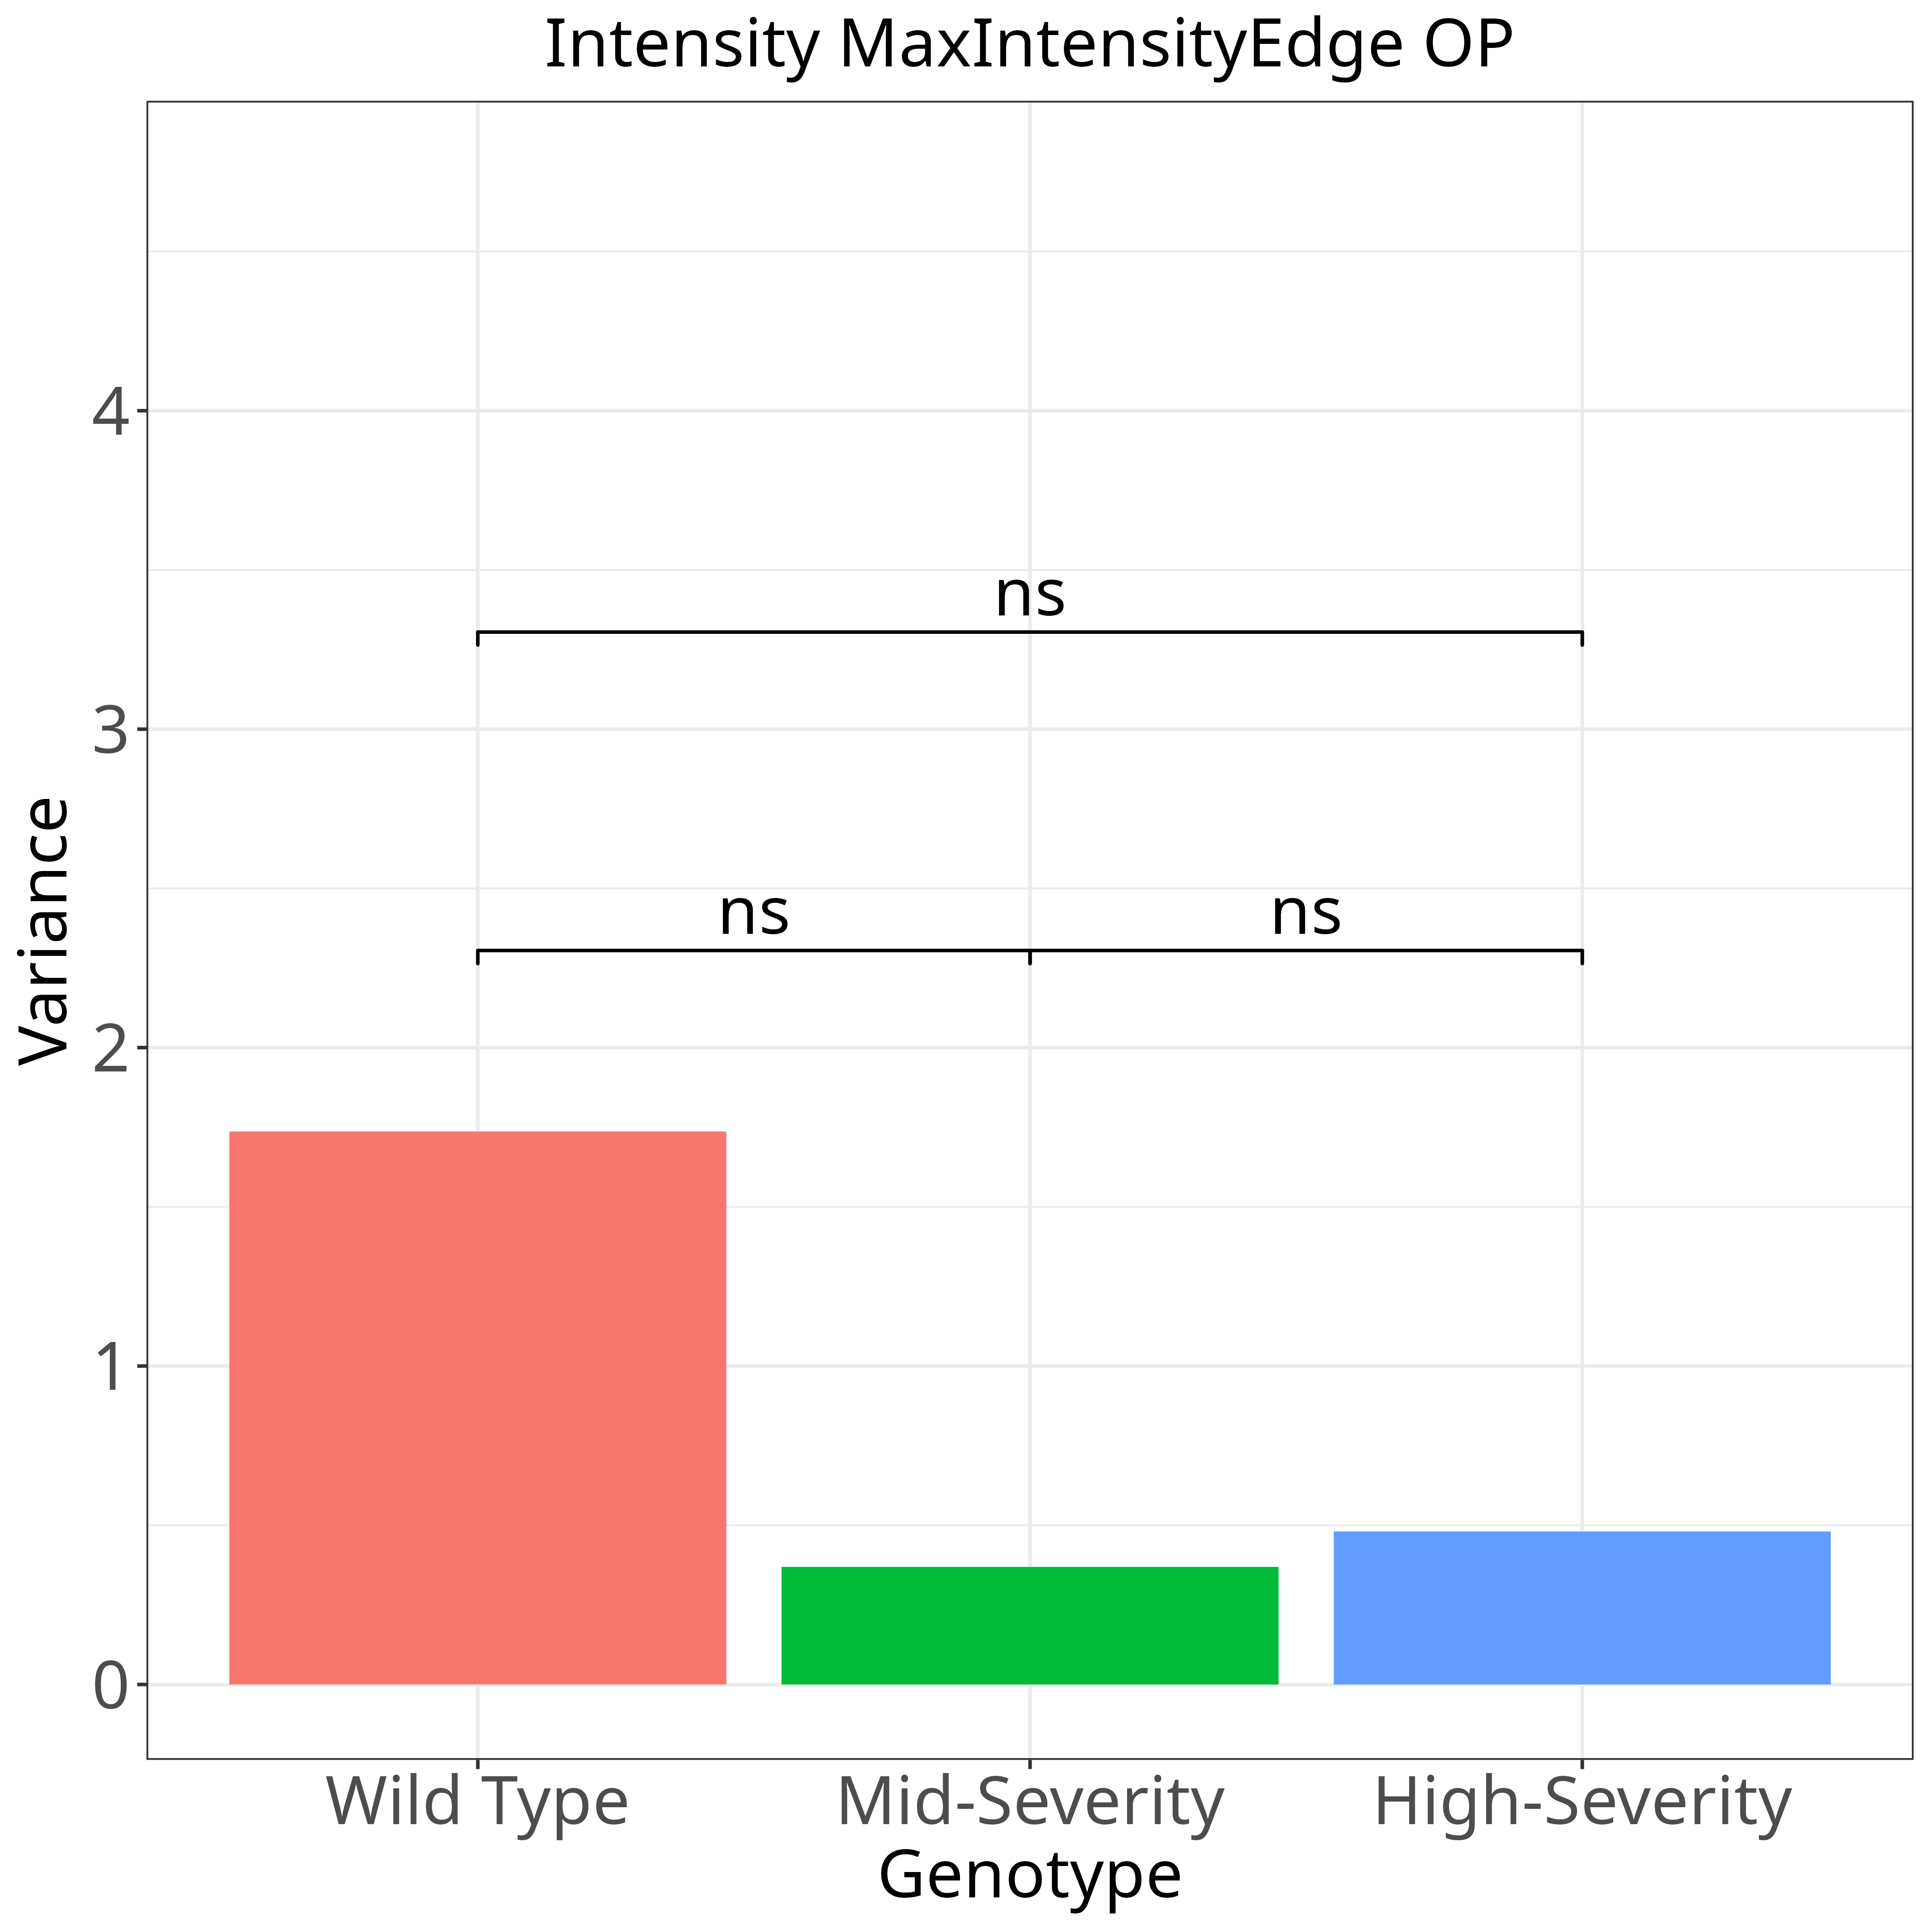 Intensity MaxIntensityEdge OP
4
ns
3
Variance
ns ns
2
1
0
Wild Type Mid-Severity High-Severity
Genotype